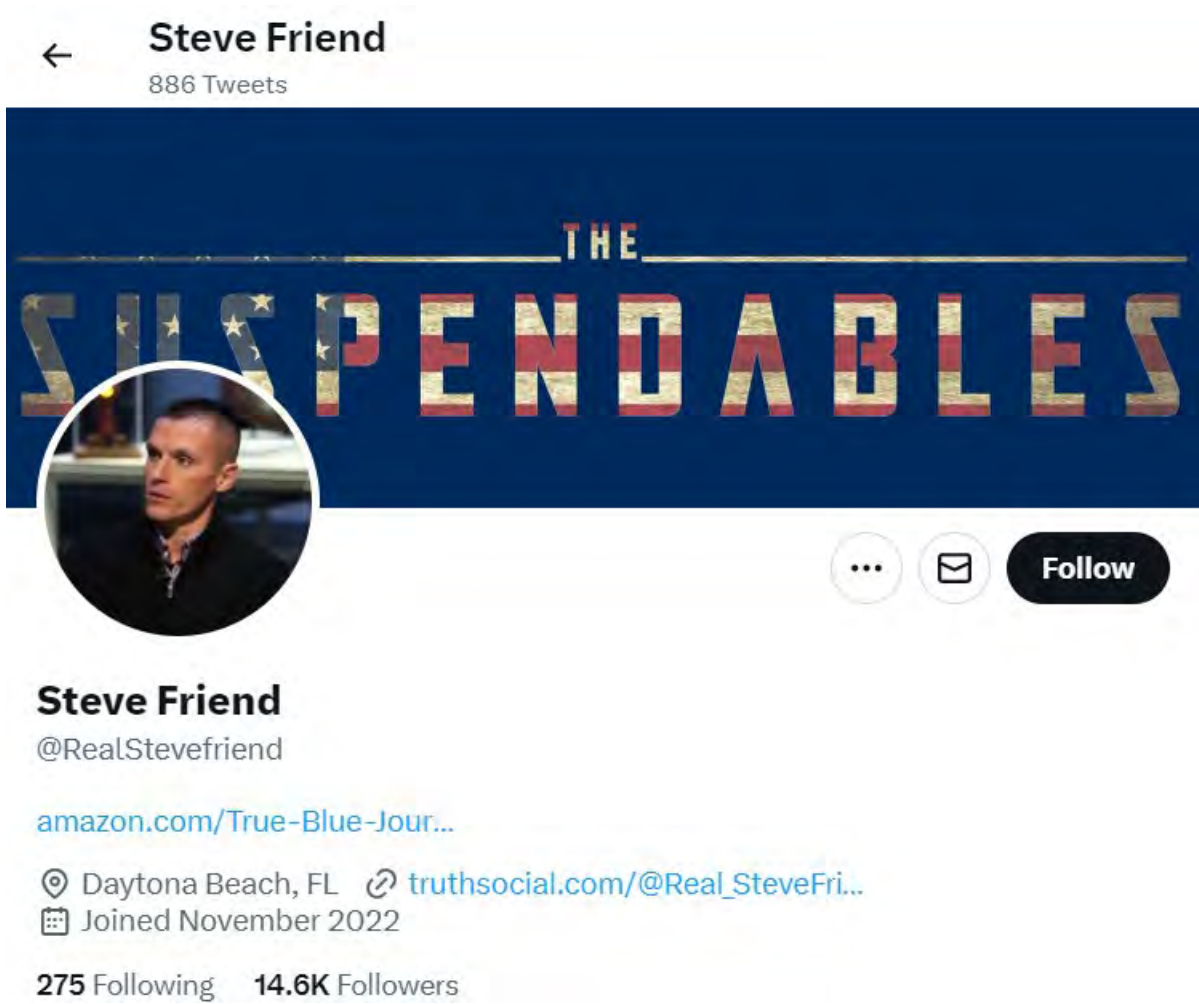 Steve Friend
886 Tweets
THE
SUSPENDABLES
Follow
Steve Friend
@RealStevefriend
amazon.com/True-Blue-Jour...
Daytona Beach, FL truthsocial.com/@Real_SteveFri...
Joined November 2022
275 Following 14.6K Followers